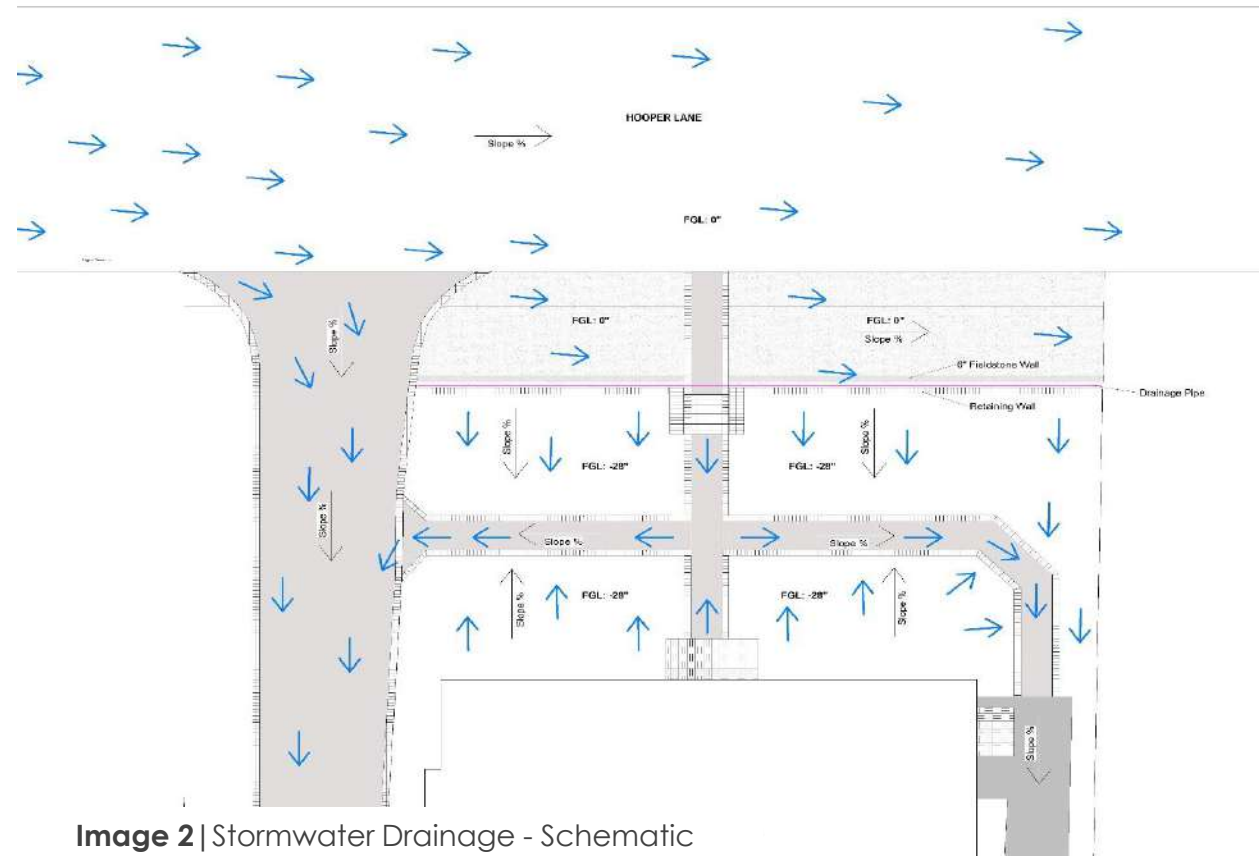 HOOPER LANE
Slope %
FGL: 0"
FGL: 0"
FGL: 0"
Slope %
Slope %
6" Fieldstone Wall
Drainage Pipe
Retaining Wall
Slope %
Slope %
FGL: -28"
FGL: -28"
Slope %
Slope %
Slope %
FGL: -28"
FGL: -28"
Slope %
Slope %
Slope %
Image 2|Stormwater Drainage - Schematic